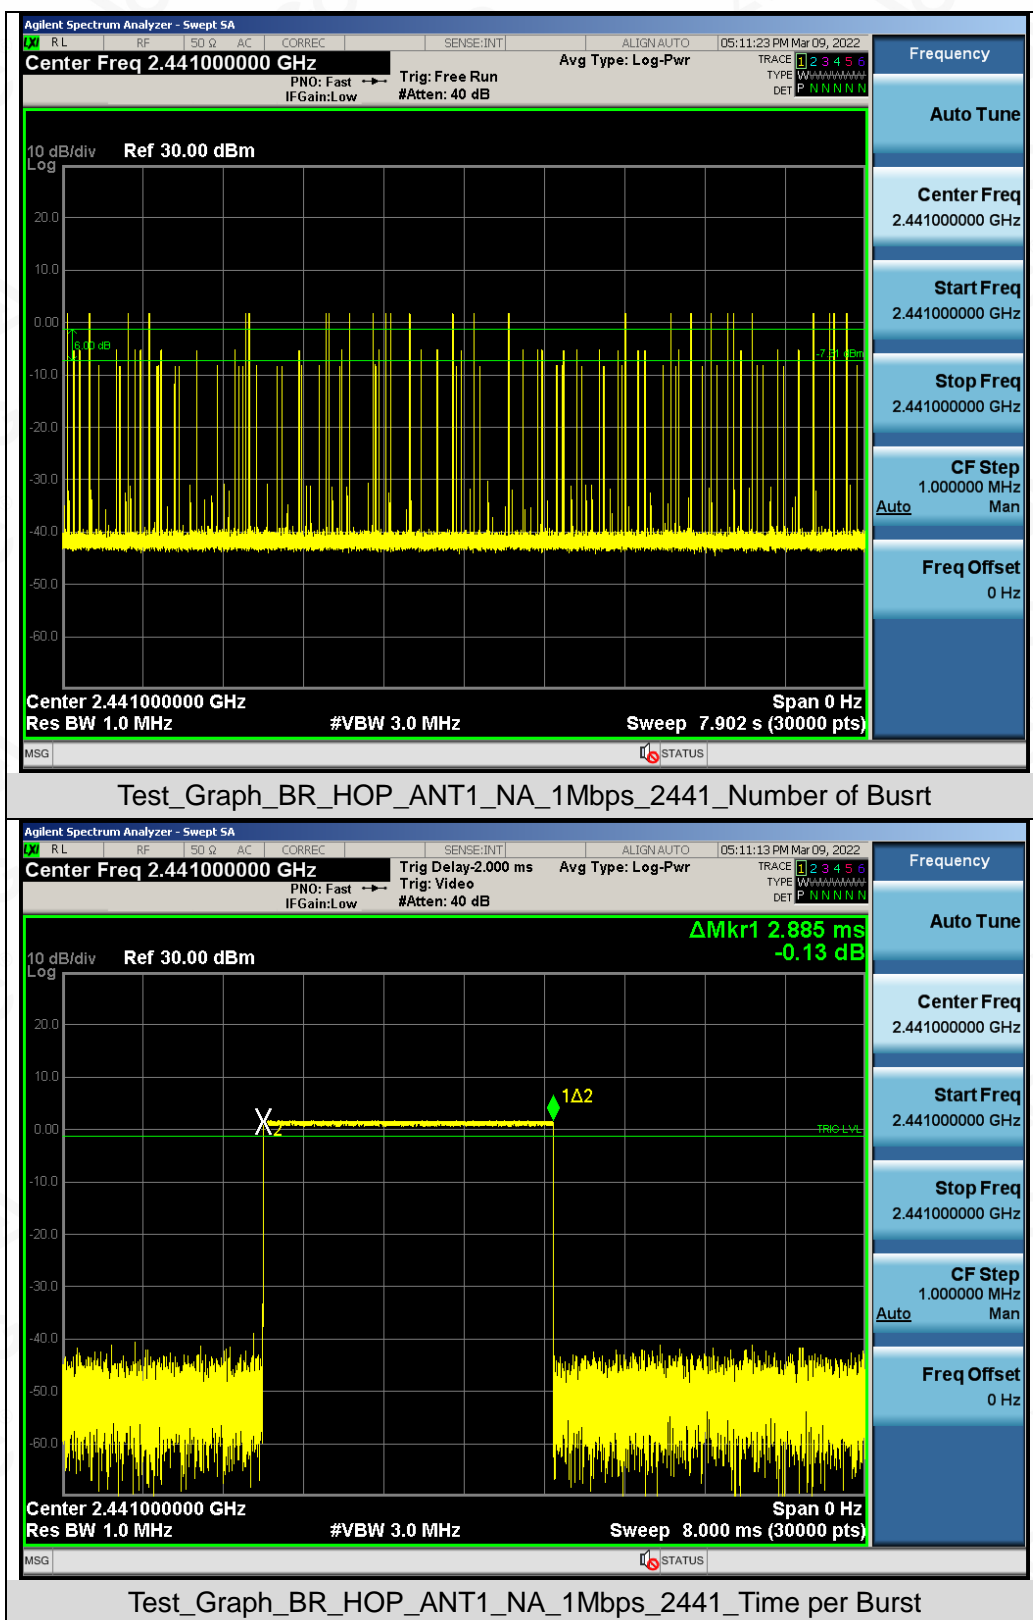 Agilent Spectrum Analyzer - Swept SA
LXI RL RF 50 Ω AC CORREC SENSE:INT ALIGN AUTO 05:11:23 PM Mar 09, 2022
Center Freq 2.441000000 GHz Avg Type: Log-Pwr TRACE 1 2 3 4 5 6
PNO: Fast Trig: Free Run TYPE WWWWWW
IFGain:Low #Atten: 40 dB DET P N N N N N
Frequency
Auto Tune
Center Freq
2.441000000 GHz
Start Freq
2.441000000 GHz
Stop Freq
2.441000000 GHz
CF Step
1.000000 MHz
Auto Man
Freq Offset
0 Hz
10 dB/div Ref 30.00 dBm
Log
20.0
10.0
0.00
6.00 dB
-7.31 dBm
-10.0
-20.0
-30.0
-40.0
-50.0
-60.0
Center 2.441000000 GHz Span 0 Hz
Res BW 1.0 MHz #VBW 3.0 MHz Sweep 7.902 s (30000 pts)
MSG STATUS
Test_Graph_BR_HOP_ANT1_NA_1Mbps_2441_Number of Busrt
Agilent Spectrum Analyzer - Swept SA
LXI RL RF 50 Ω AC CORREC SENSE:INT ALIGN AUTO 05:11:13 PM Mar 09, 2022
Center Freq 2.441000000 GHz Trig Delay-2.000 ms Avg Type: Log-Pwr TRACE 1 2 3 4 5 6
PNO: Fast Trig: Video TYPE WWWWWW
IFGain:Low #Atten: 40 dB DET P N N N N N
Frequency
Auto Tune
Center Freq
2.441000000 GHz
Start Freq
2.441000000 GHz
Stop Freq
2.441000000 GHz
CF Step
1.000000 MHz
Auto Man
Freq Offset
0 Hz
ΔMkr1 2.885 ms
-0.13 dB
10 dB/div Ref 30.00 dBm
Log
20.0
10.0
1Δ2
2
0.00
TRIG LVL
-10.0
-20.0
-30.0
-40.0
-50.0
-60.0
Center 2.441000000 GHz Span 0 Hz
Res BW 1.0 MHz #VBW 3.0 MHz Sweep 8.000 ms (30000 pts)
MSG STATUS
Test_Graph_BR_HOP_ANT1_NA_1Mbps_2441_Time per Burst